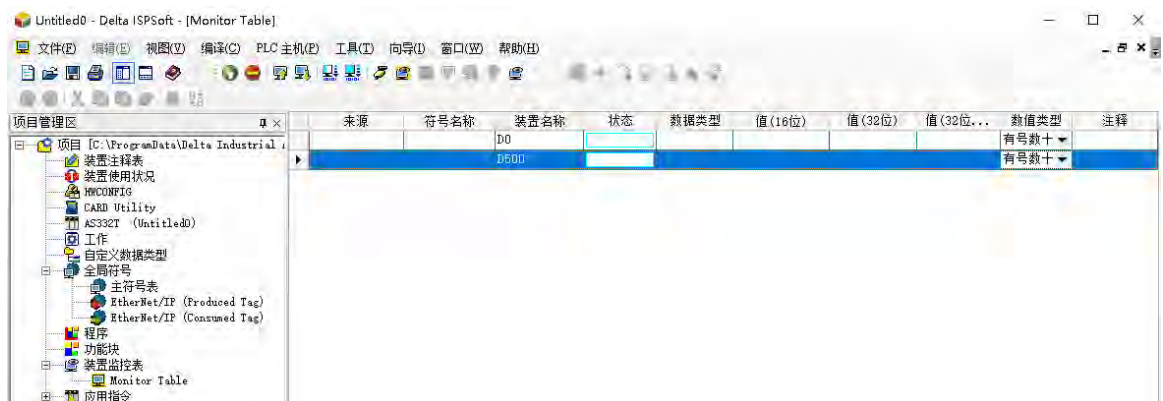 Untitled0 - Delta ISPSoft - [Monitor Table]
文件(F) 编辑(E) 视图(V) 编译(C) PLC 主机(P) 工具(T) 向导(I) 窗口(W) 帮助(H)
项目管理区
来源 符号名称 装置名称 状态 数据类型 值(16位) 值(32位) 值(32位... 数值类型 注释
D0 有号数十
D500 有号数十
项目 [C:\ProgramData\Delta Industrial
装置注释表
装置使用状况
HWCONFIG
CARD Utility
AS332T (Untitled0)
工作
自定义数据类型
全局符号
主符号表
EtherNet/IP (Produced Tag)
EtherNet/IP (Consumed Tag)
程序
功能块
装置监控表
Monitor Table
应用指令